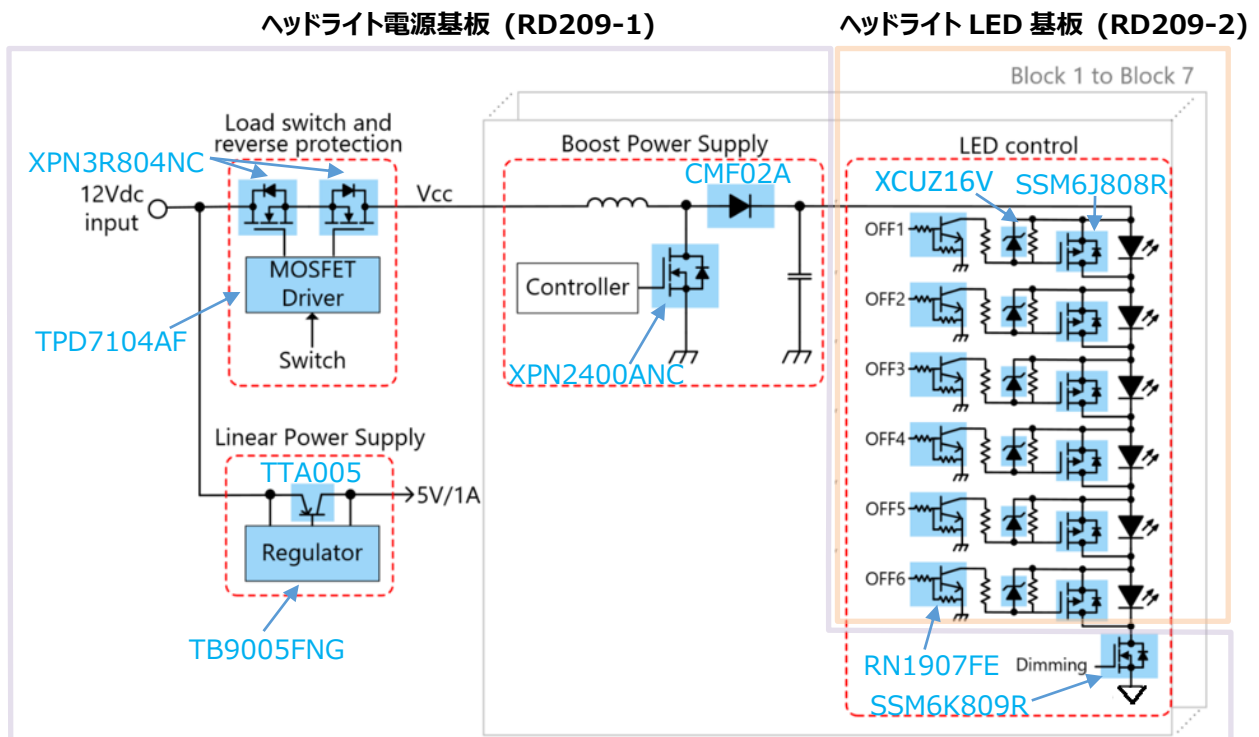 ヘッドライト電源基板 (RD209-1)
ヘッドライト LED 基板 (RD209-2)
Block 1 to Block 7
Load switch and
reverse protection
XPN3R804NC
12Vdc
input
Vcc
MOSFET
Driver
TPD7104AF
Switch
Boost Power Supply
CMF02A
Controller
XPN2400ANC
LED control
XCUZ16V
SSM6J808R
OFF1
OFF2
OFF3
OFF4
OFF5
OFF6
Linear Power Supply
TTA005
5V/1A
Regulator
TB9005FNG
RN1907FE
Dimming
SSM6K809R